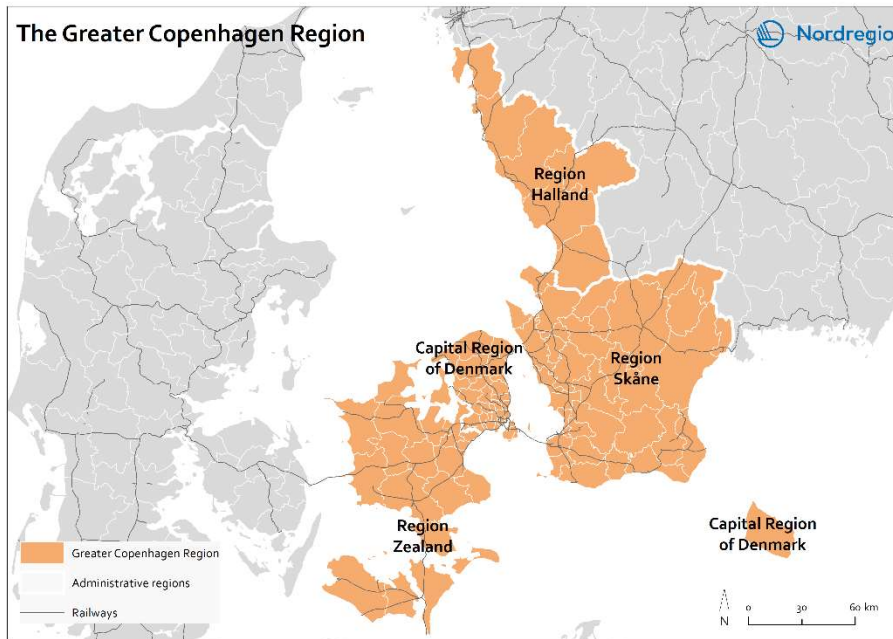 The Greater Copenhagen Region
Nordregio
Region
Halland
Capital Region
of Denmark
Region
Skåne
Region
Zealand
Capital Region
of Denmark
Greater Copenhagen Region
Administrative regions
Railways
N
0 30 60 km